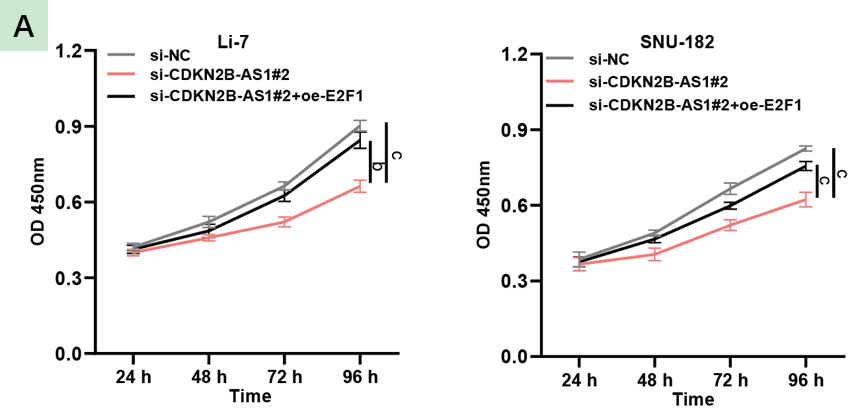 A
Li-7
si-NC
si-CDKN2B-AS1#2
si-CDKN2B-AS1#2+oe-E2F1
OD 450nm
1.2
0.9
0.6
0.3
0.0
b
c
24 h 48 h 72 h 96 h
Time
SNU-182
si-NC
si-CDKN2B-AS1#2
si-CDKN2B-AS1#2+oe-E2F1
OD 450nm
1.2
0.9
0.6
0.3
0.0
c
c
24 h 48 h 72 h 96 h
Time